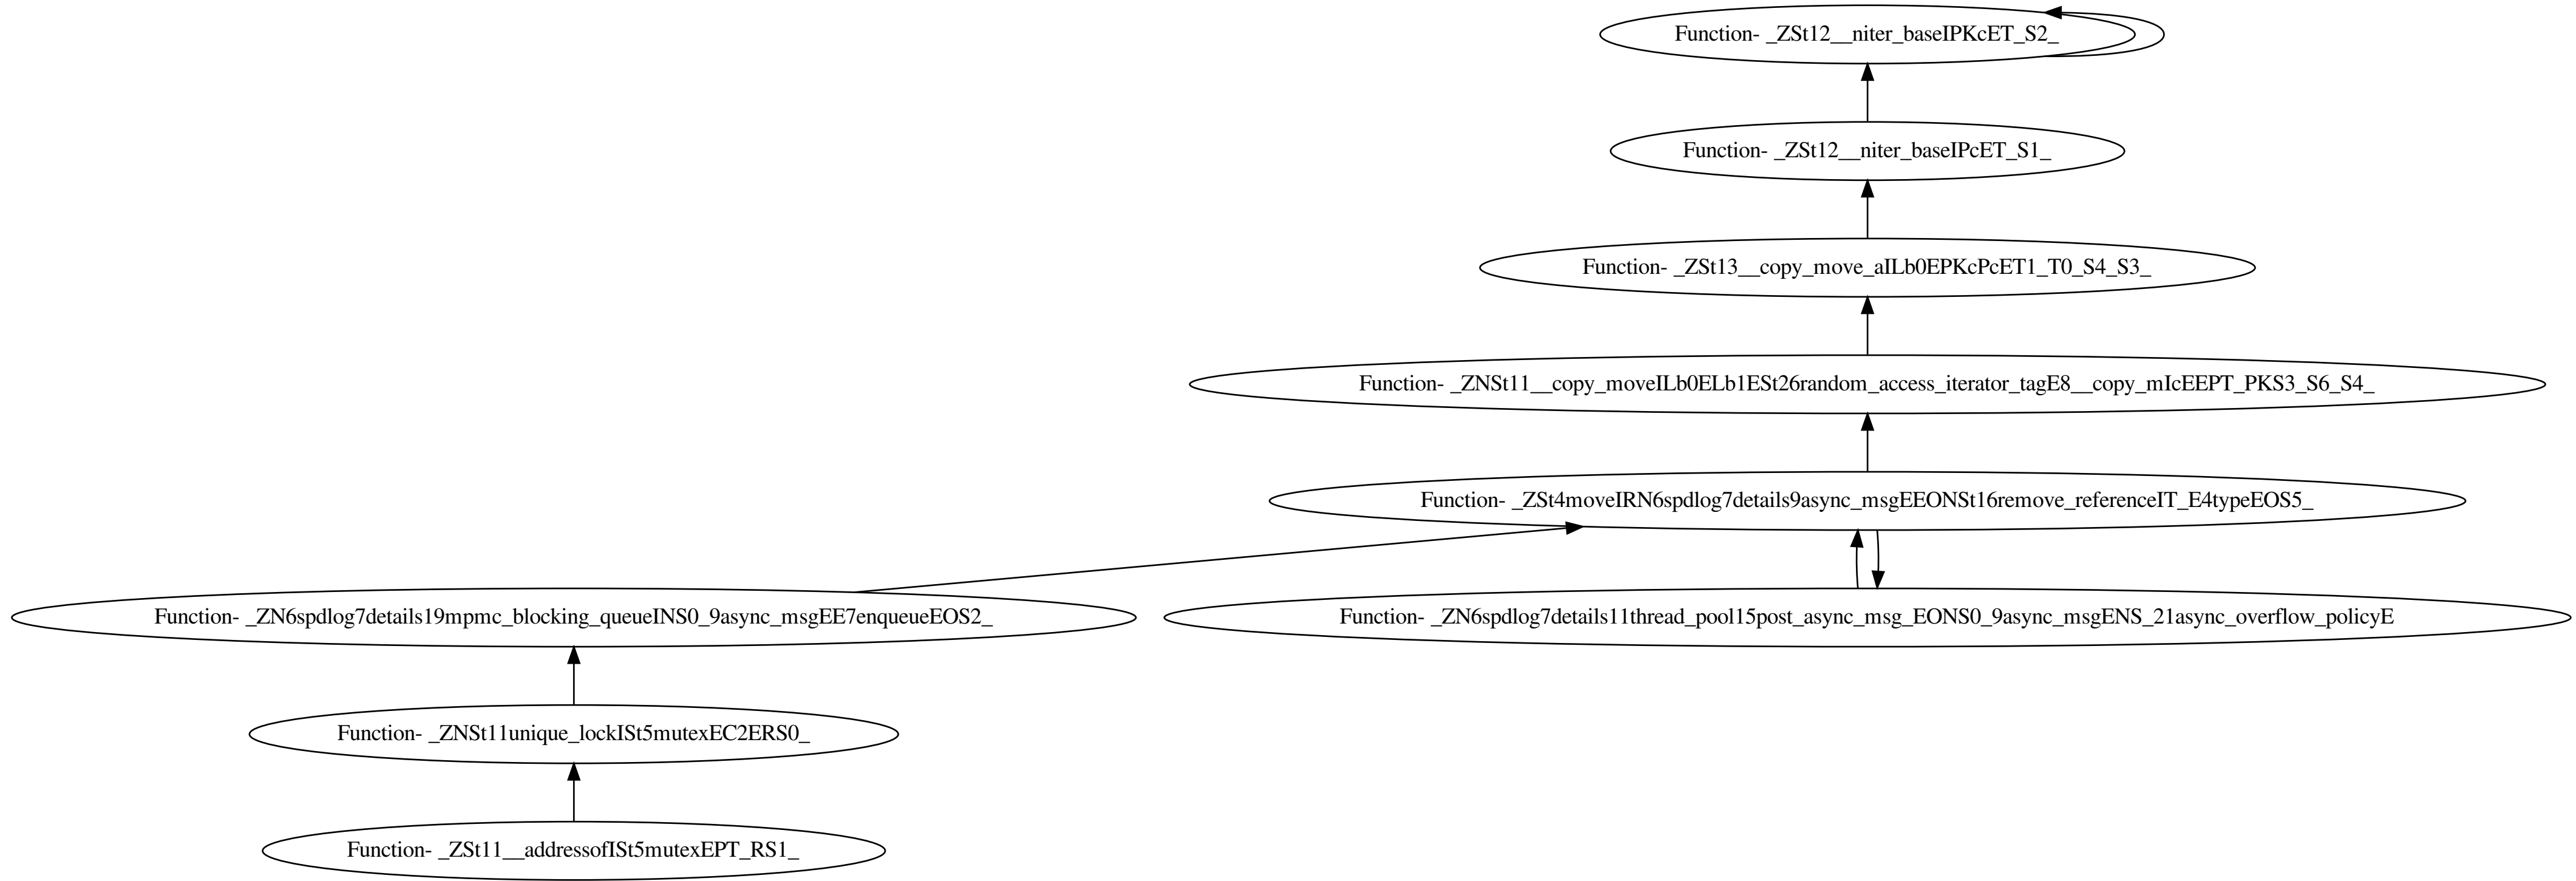 Function- _ZSt12__niter_baseIPKcET_S2_
Function- _ZSt12__niter_baseIPcET_S1_
Function- _ZSt13__copy_move_aILb0EPKcPcET1_T0_S4_S3_
Function- _ZNSt11__copy_moveILb0ELb1ESt26random_access_iterator_tagE8__copy_mIcEEPT_PKS3_S6_S4_
Function- _ZSt4moveIRN6spdlog7details9async_msgEEONSt16remove_referenceIT_E4typeEOS5_
Function- _ZN6spdlog7details19mpmc_blocking_queueINS0_9async_msgEE7enqueueEOS2_
Function- _ZN6spdlog7details11thread_pool15post_async_msg_EONS0_9async_msgENS_21async_overflow_policyE
Function- _ZNSt11unique_lockISt5mutexEC2ERS0_
Function- _ZSt11__addressofISt5mutexEPT_RS1_